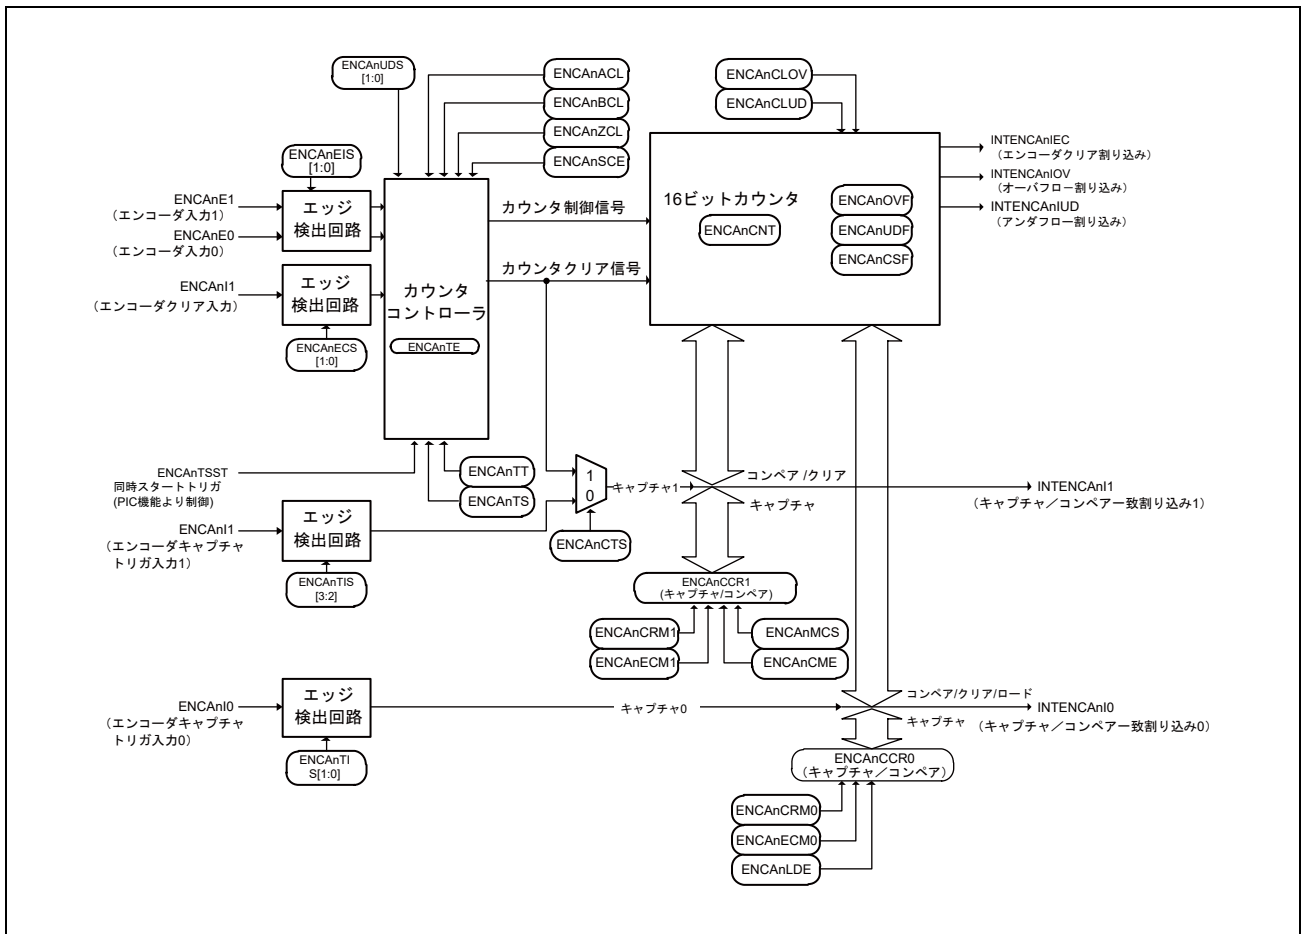 ENCAnUDS
[1:0]
ENCAnACL
ENCAnBCL
ENCAnZCL
ENCAnSCE
ENCAnCLOV
ENCAnCLUD
ENCAnEIS
[1:0]
ENCAnE1
(エンコーダ入力1)
ENCAnE0
(エンコーダ入力0)
エッジ
検出回路
ENCAnI1
(エンコーダクリア入力)
エッジ
検出回路
ENCAnECS
[1:0]
カウンタ
コントローラ
ENCAnTE
カウンタ制御信号
カウンタクリア信号
16ビットカウンタ
ENCAnCNT
ENCAnOVF
ENCAnUDF
ENCAnCSF
INTENCAnIEC
(エンコーダクリア割り込み)
INTENCAnIOV
(オーバフロー割り込み)
INTENCAnIUD
(アンダフロー割り込み)
ENCAnTSST
同時スタートトリガ
(PIC機能より制御)
ENCAnTT
ENCAnTS
ENCAnI1
(エンコーダキャプチャ
トリガ入力1)
エッジ
検出回路
ENCAnTIS
[3:2]
1
0
ENCAnCTS
キャプチャ1
コンペア /クリア
キャプチャ
INTENCAnI1
(キャプチャ/コンペア一致割り込み1)
ENCAnCCR1
(キャプチャ/コンペア)
ENCAnCRM1
ENCAnECM1
ENCAnMCS
ENCAnCME
ENCAnI0
(エンコーダキャプチャ
トリガ入力0)
エッジ
検出回路
ENCAnTI
S[1:0]
キャプチャ0
コンペア/クリア/ロード
キャプチャ
INTENCAnI0
(キャプチャ/コンペア一致割り込み0)
ENCAnCCR0
(キャプチャ/コンペア)
ENCAnCRM0
ENCAnECM0
ENCAnLDE